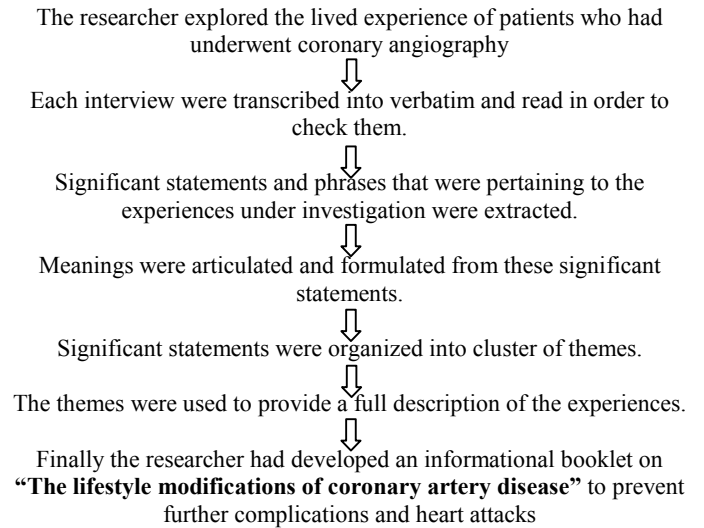 The researcher explored the lived experience of patients who had
underwent coronary angiography
Each interview were transcribed into verbatim and read in order to
check them.
Significant statements and phrases that were pertaining to the
experiences under investigation were extracted.
Meanings were articulated and formulated from these significant
statements.
Significant statements were organized into cluster of themes.
The themes were used to provide a full description of the experiences.
Finally the researcher had developed an informational booklet on
“The lifestyle modifications of coronary artery disease” to prevent
further complications and heart attacks